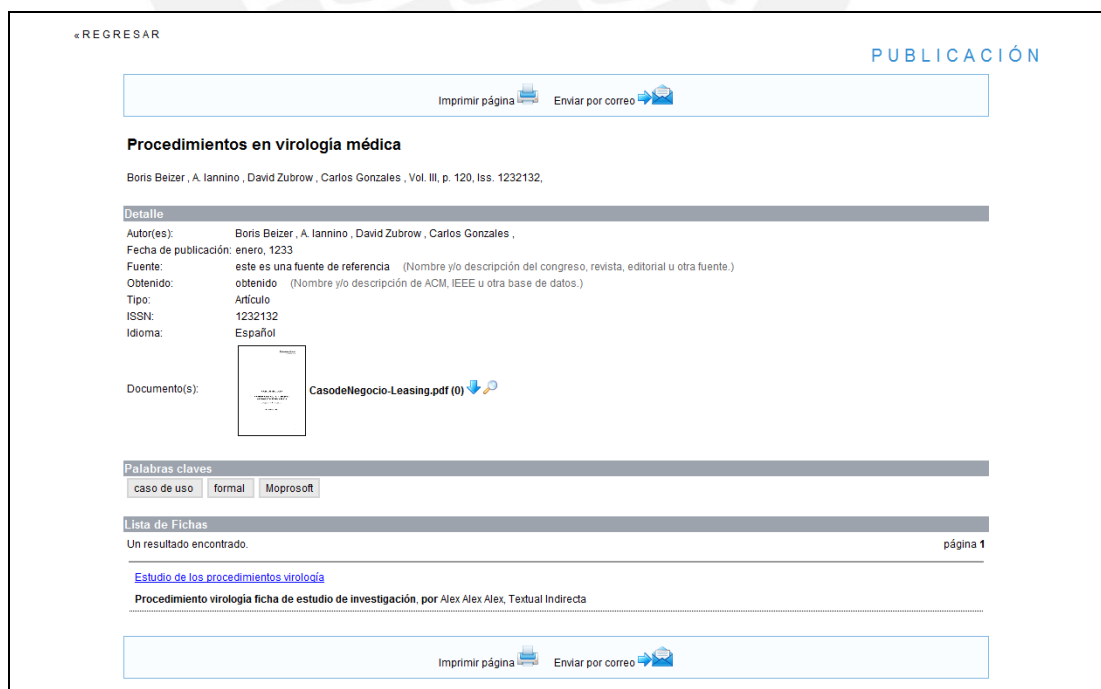 «REGRESAR
PUBLICACIÓN
Imprimir página Enviar por correo
Procedimientos en virología médica
Boris Beizer , A. Iannino , David Zubrow , Carlos Gonzales , Vol. III, p. 120, Iss. 1232132,
Detalle
Autor(es): Boris Beizer , A. Iannino , David Zubrow , Carlos Gonzales ,
Fecha de publicación: enero, 1233
Fuente: este es una fuente de referencia (Nombre y/o descripción del congreso, revista, editorial u otra fuente.)
Obtenido: obtenido (Nombre y/o descripción de ACM, IEEE u otra base de datos.)
Tipo: Artículo
ISSN: 1232132
Idioma: Español
Documento(s): CasodeNegocio-Leasing.pdf (0)
Palabras claves
caso de uso formal Moprosoft
Lista de Fichas
Un resultado encontrado. página 1
Estudio de los procedimientos virología
Procedimiento virología ficha de estudio de investigación, por Alex Alex Alex, Textual Indirecta
Imprimir página Enviar por correo